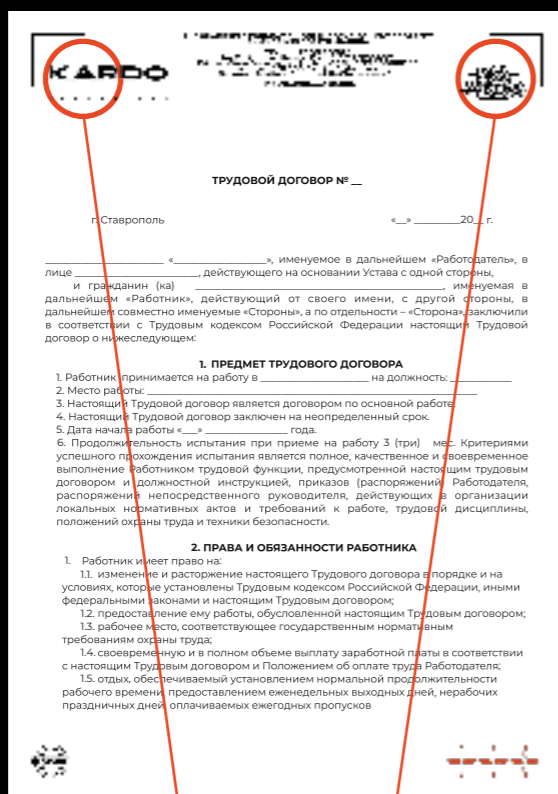 KARDO
ТРУДОВОЙ ДОГОВОР № __
г. Ставрополь «__» ________20__ г.
____________________ «________________», именуемое в дальнейшем «Работодатель», в
лице _____________________, действующего на основании Устава с одной стороны,
и гражданин (ка) __________________________________________, именуемая в
дальнейшем «Работник», действующий от своего имени, с другой стороны, в
дальнейшем совместно именуемые «Стороны», а по отдельности – «Сторона», заключили
в соответствии с Трудовым кодексом Российской Федерации настоящий Трудовой
договор о нижеследующем:
1. ПРЕДМЕТ ТРУДОВОГО ДОГОВОРА
1. Работник принимается на работу в ___________________ на должность: ___________
2. Место работы: _________________________________________________________
3. Настоящий Трудовой договор является договором по основной работе.
4. Настоящий Трудовой договор заключен на неопределенный срок.
5. Дата начала работы «___» ______________ года.
6. Продолжительность испытания при приеме на работу 3 (три) мес. Критериями
успешного прохождения испытания является полное, качественное и своевременное
выполнение Работником трудовой функции, предусмотренной настоящим трудовым
договором и должностной инструкцией, приказов (распоряжений) Работодателя,
распоряжений непосредственного руководителя, действующих в организации
локальных нормативных актов и требований к работе, трудовой дисциплины,
положений охраны труда и техники безопасности.
2. ПРАВА И ОБЯЗАННОСТИ РАБОТНИКА
1. Работник имеет право на:
1.1. изменение и расторжение настоящего Трудового договора в порядке и на
условиях, которые установлены Трудовым кодексом Российской Федерации, иными
федеральными законами и настоящим Трудовым договором;
1.2. предоставление ему работы, обусловленной настоящим Трудовым договором;
1.3. рабочее место, соответствующее государственным нормативным
требованиям охраны труда;
1.4. своевременную и в полном объеме выплату заработной платы в соответствии
с настоящим Трудовым договором и Положением об оплате труда Работодателя;
1.5. отдых, обеспечиваемый установлением нормальной продолжительности
рабочего времени, предоставлением еженедельных выходных дней, нерабочих
праздничных дней, оплачиваемых ежегодных пропусков